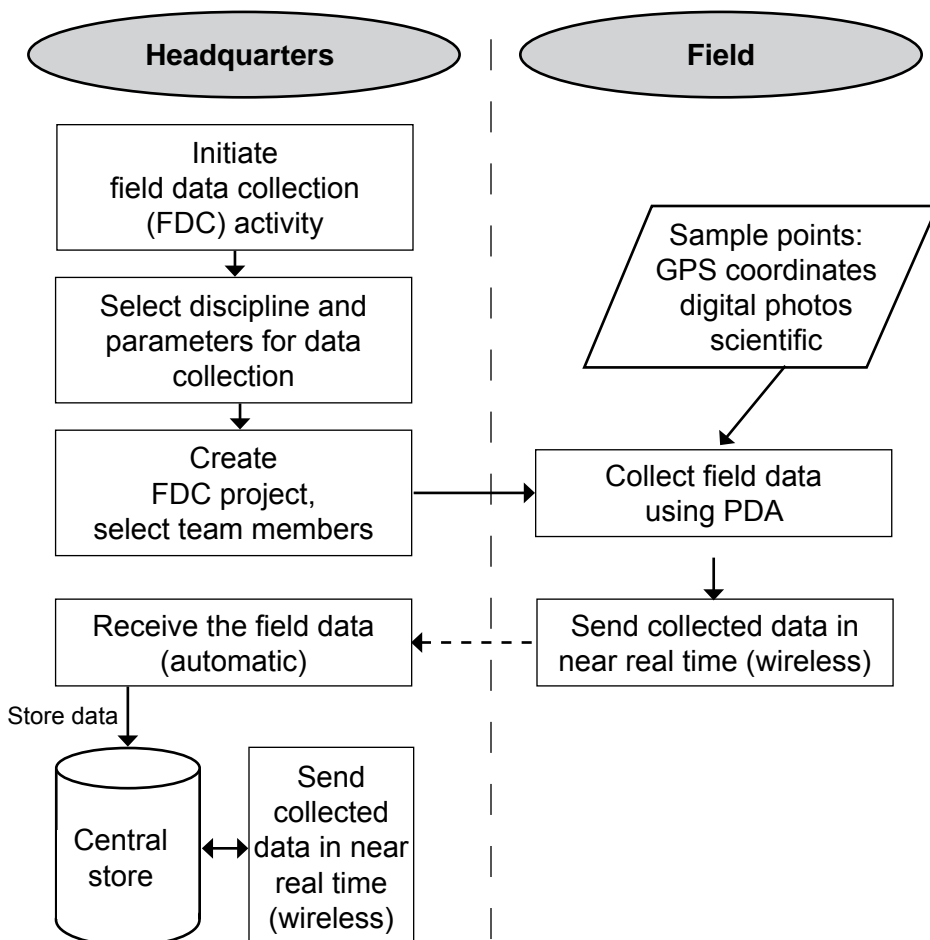 Headquarters
Field
Initiate
field data collection
(FDC) activity
Select discipline and
parameters for data
collection
Create
FDC project,
select team members
Sample points:
GPS coordinates
digital photos
scientific
Collect field data
using PDA
Send collected data in
near real time (wireless)
Receive the field data
(automatic)
Store data
Central
store
Send
collected
data in near
real time
(wireless)